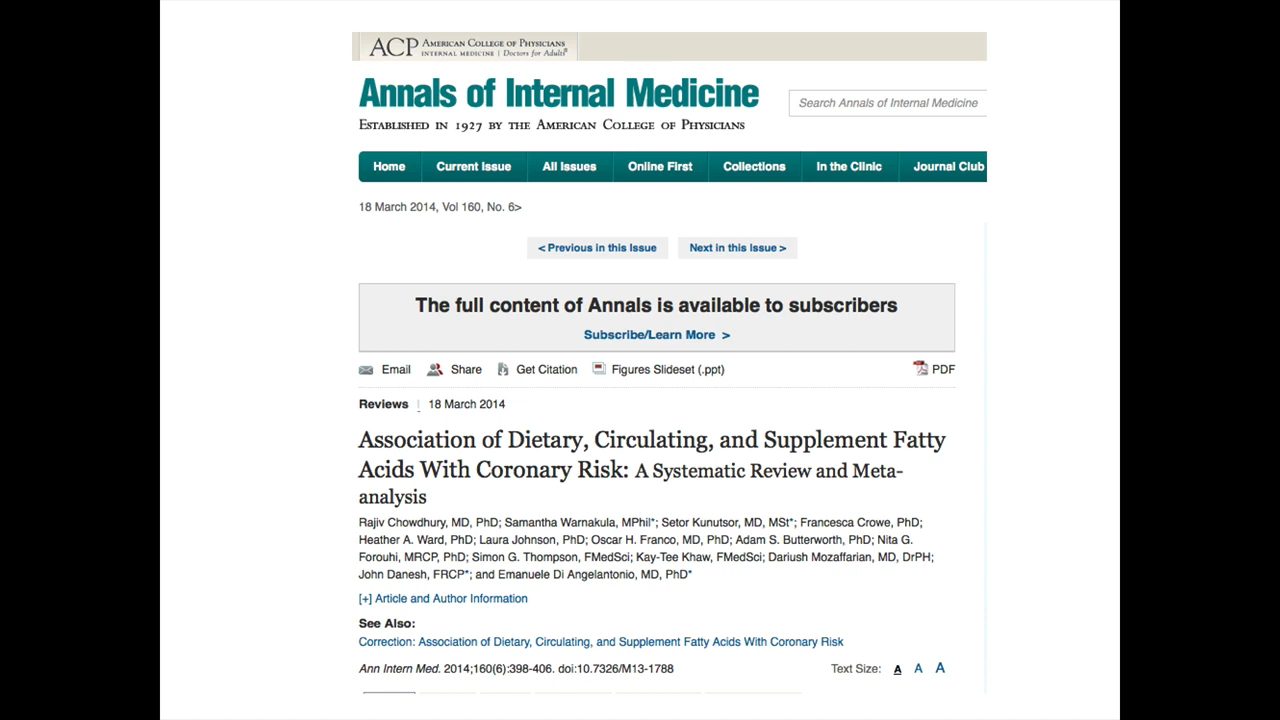 ACP AMERICAN COLLEGE OF PHYSICIANS
INTERNAL MEDICINE | Doctors for Adults®
Annals of Internal Medicine
ESTABLISHED IN 1927 BY THE AMERICAN COLLEGE OF PHYSICIANS
Search Annals of Internal Medicine
Home Current Issue All Issues Online First Collections In the Clinic Journal Club
18 March 2014, Vol 160, No. 6>
< Previous in this Issue Next in this Issue >
The full content of Annals is available to subscribers
Subscribe/Learn More >
Email Share Get Citation Figures Slideset (.ppt) PDF
Reviews | 18 March 2014
Association of Dietary, Circulating, and Supplement Fatty
Acids With Coronary Risk: A Systematic Review and Meta-
analysis
Rajiv Chowdhury, MD, PhD; Samantha Warnakula, MPhil*; Setor Kunutsor, MD, MSt*; Francesca Crowe, PhD;
Heather A. Ward, PhD; Laura Johnson, PhD; Oscar H. Franco, MD, PhD; Adam S. Butterworth, PhD; Nita G.
Forouhi, MRCP, PhD; Simon G. Thompson, FMedSci; Kay-Tee Khaw, FMedSci; Dariush Mozaffarian, MD, DrPH;
John Danesh, FRCP*; and Emanuele Di Angelantonio, MD, PhD*
[+] Article and Author Information
See Also:
Correction: Association of Dietary, Circulating, and Supplement Fatty Acids With Coronary Risk
Ann Intern Med. 2014;160(6):398-406. doi:10.7326/M13-1788
Text Size: A A A